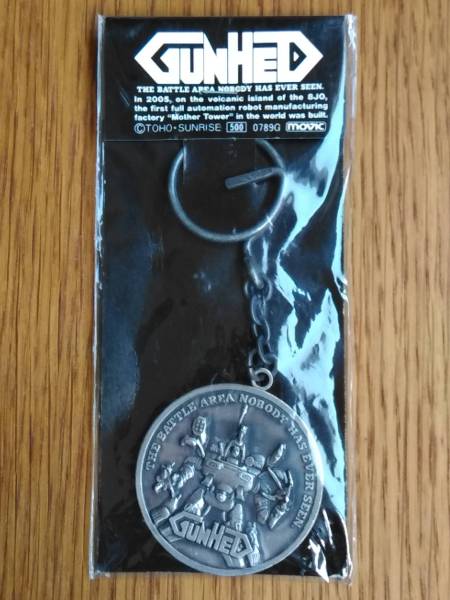 GUNHED
THE BATTLE AREA NOBODY HAS EVER SEEN.
In 2005, on the volcanic island of the 8JO,
the first full automation robot manufacturing
factory "Mother Tower" in the world was built.
©TOHO・SUNRISE 500 0789G movic
THE BATTLE AREA NOBODY HAS EVER SEEN
GUNHED